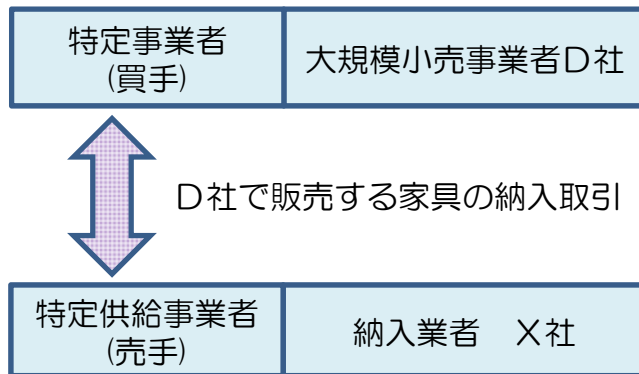 特定事業者
(買手)
大規模小売事業者D社
D社で販売する家具の納入取引
特定供給事業者
(売手)
納入業者　X社